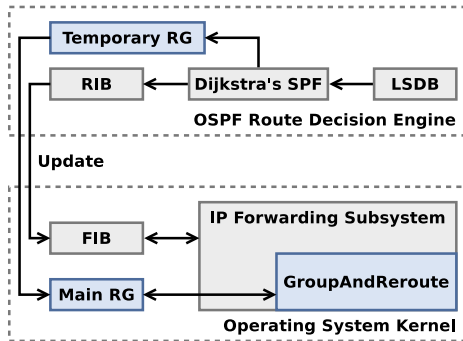 Temporary RG
RIB
Dijkstra's SPF
LSDB
OSPF Route Decision Engine
Update
IP Forwarding Subsystem
FIB
GroupAndReroute
Main RG
Operating System Kernel